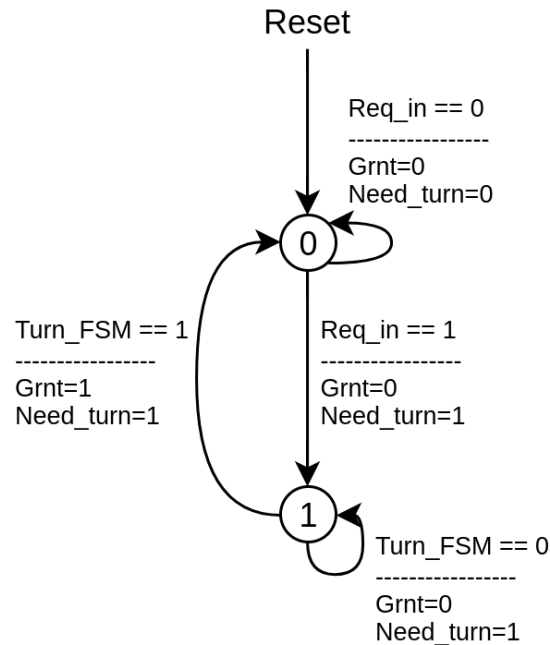 Reset
Req_in == 0
-----------------
Grnt=0
Need_turn=0
0
Turn_FSM == 1
-----------------
Grnt=1
Need_turn=1
Req_in == 1
-----------------
Grnt=0
Need_turn=1
1
Turn_FSM == 0
-----------------
Grnt=0
Need_turn=1